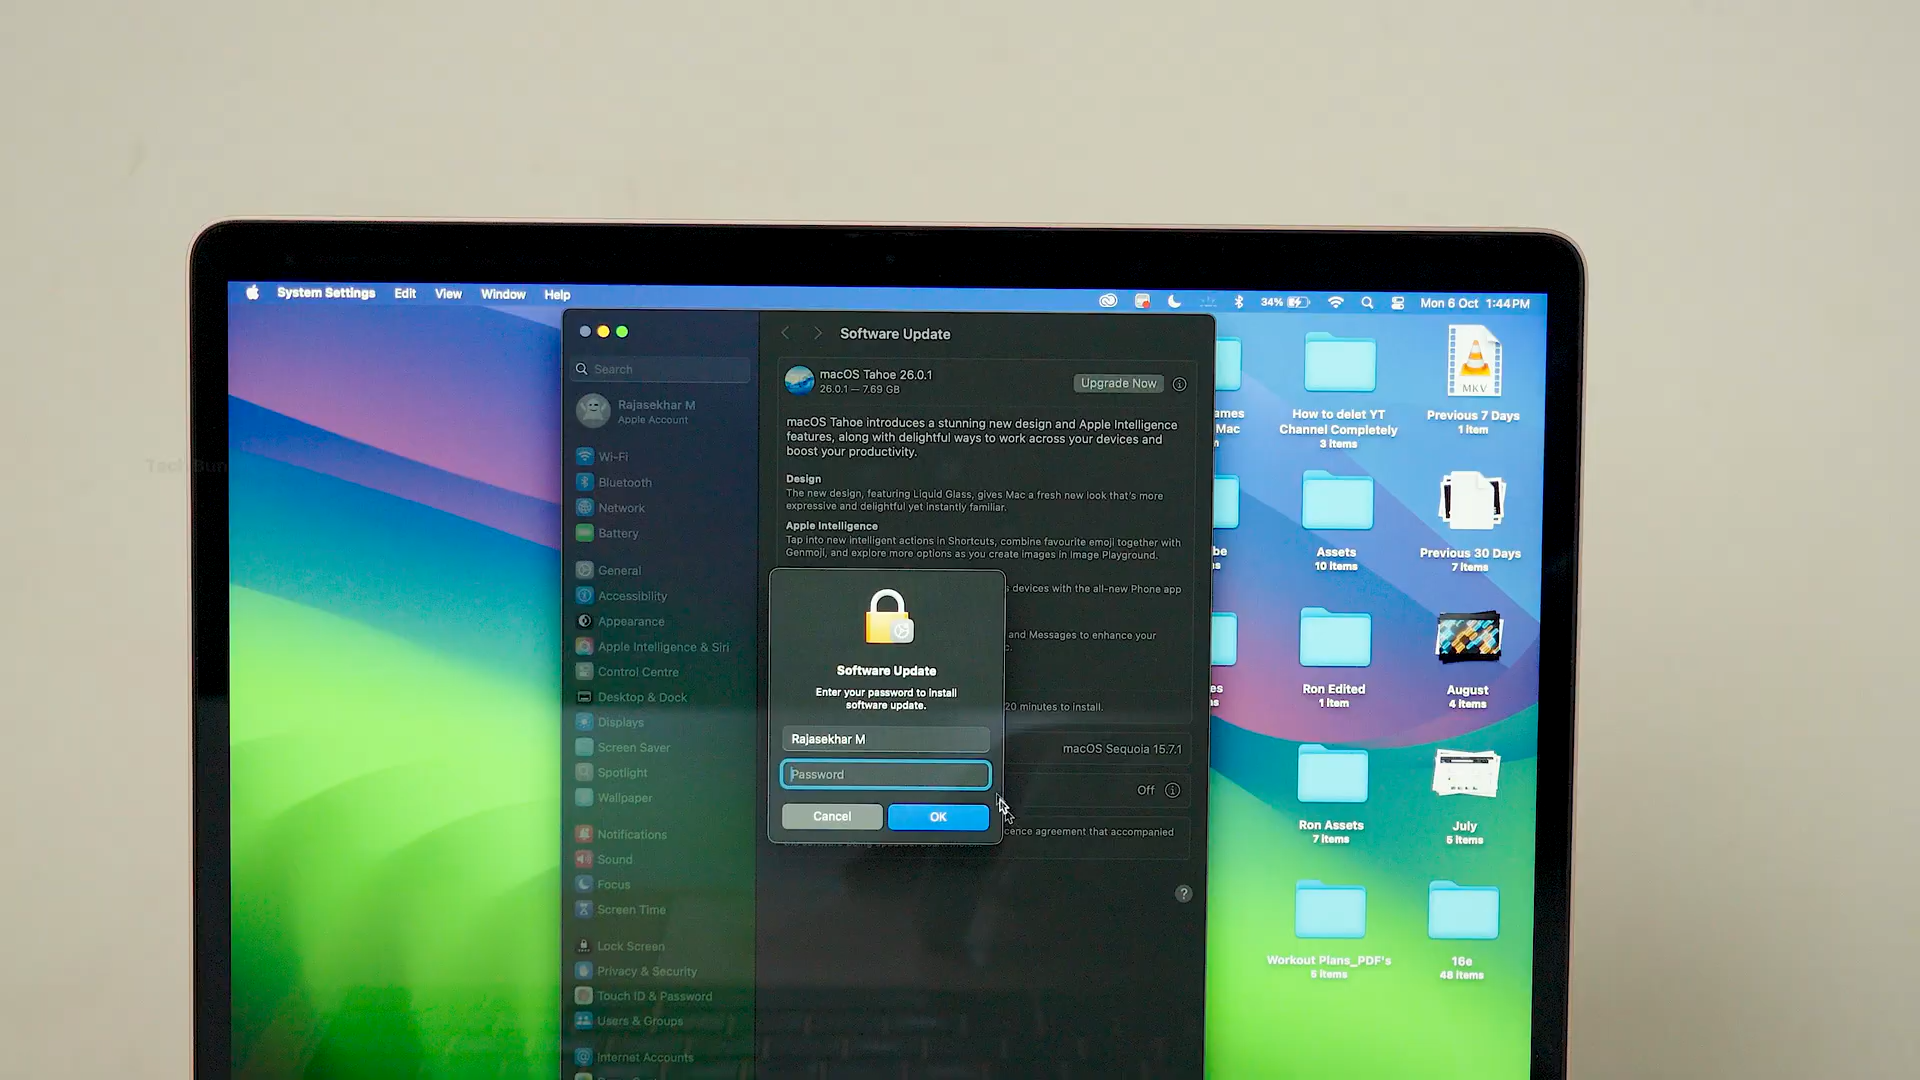 System Settings Edit View Window Help
34%
Mon 6 Oct 1:44 PM
Search
Rajasekhar M
Apple Account
Wi-Fi
Bluetooth
Network
Battery
General
Accessibility
Appearance
Apple Intelligence & Siri
Control Centre
Desktop & Dock
Displays
Screen Saver
Spotlight
Wallpaper
Notifications
Sound
Focus
Screen Time
Lock Screen
Privacy & Security
Touch ID & Password
Users & Groups
Internet Accounts
Software Update
macOS Tahoe 26.0.1
26.0.1 — 7.69 GB
Upgrade Now
macOS Tahoe introduces a stunning new design and Apple Intelligence
features, along with delightful ways to work across your devices and
boost your productivity.
Design
The new design, featuring Liquid Glass, gives Mac a fresh new look that's more
expressive and delightful yet instantly familiar.
Apple Intelligence
Tap into new intelligent actions in Shortcuts, combine favourite emoji together with
Genmoji, and explore more options as you create images in Image Playground.
s devices with the all-new Phone app
and Messages to enhance your
20 minutes to install.
macOS Sequoia 15.7.1
Off
cence agreement that accompanied
?
Software Update
Enter your password to install
software update.
Rajasekhar M
Password
Cancel OK
ames
Mac
How to delet YT
Channel Completely
3 items
MKV
Previous 7 Days
1 item
be
Assets
10 items
Previous 30 Days
7 items
es
Ron Edited
1 item
August
4 items
Ron Assets
7 items
July
5 items
Workout Plans_PDF's
5 items
16e
48 items